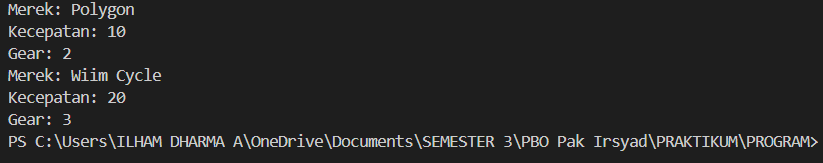 Merek: Polygon
Kecepatan: 10
Gear: 2
Merek: Wiim Cycle
Kecepatan: 20
Gear: 3
PS C:\Users\ILHAM DHARMA A\OneDrive\Documents\SEMESTER 3\PBO Pak Irsyad\PRAKTIKUM\PROGRAM>